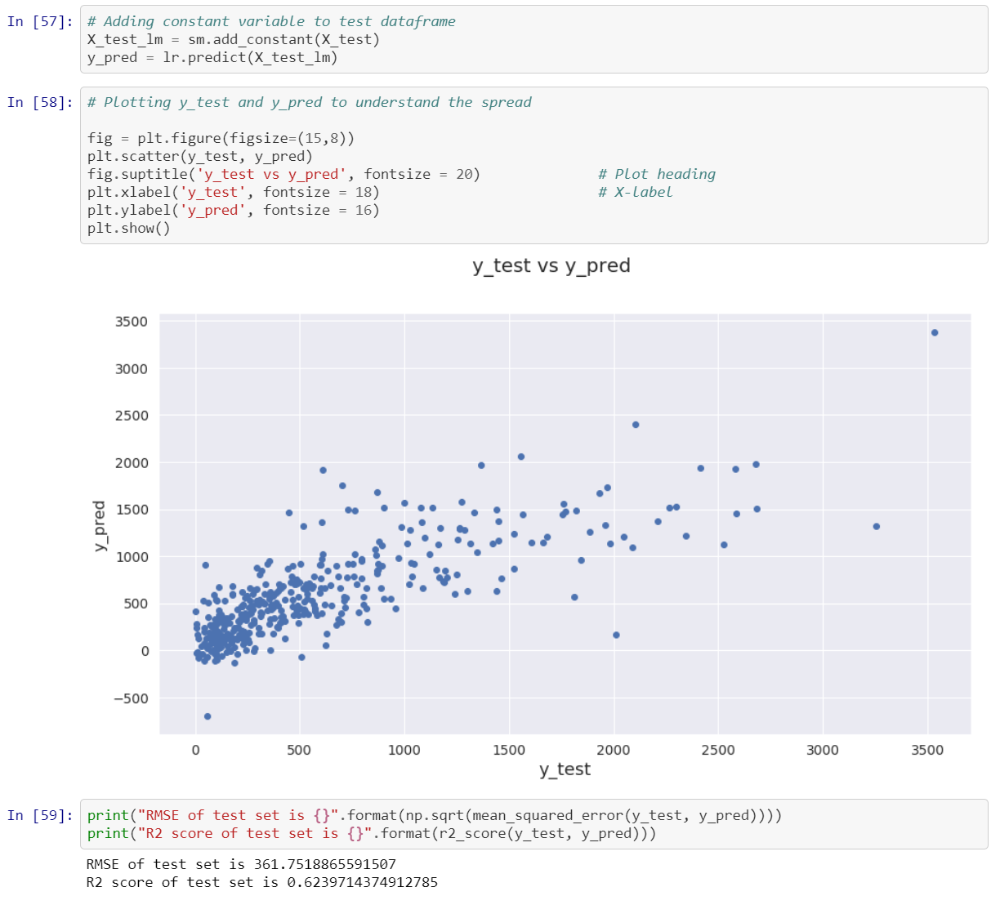 In [57]: # Adding constant variable to test dataframe
X_test_lm = sm.add_constant(X_test)
y_pred = lr.predict(X_test_lm)
In [58]: # Plotting y_test and y_pred to understand the spread
fig = plt.figure(figsize=(15,8))
plt.scatter(y_test, y_pred)
fig.suptitle('y_test vs y_pred', fontsize = 20) # Plot heading
plt.xlabel('y_test', fontsize = 18) # X-label
plt.ylabel('y_pred', fontsize = 16)
plt.show()
y_test vs y_pred
3500
3000
2500
2000
1500
1000
500
0
−500
y_pred
0 500 1000 1500 2000 2500 3000 3500
y_test
In [59]: print("RMSE of test set is {}".format(np.sqrt(mean_squared_error(y_test, y_pred))))
print("R2 score of test set is {}".format(r2_score(y_test, y_pred)))
RMSE of test set is 361.7518865591507
R2 score of test set is 0.6239714374912785